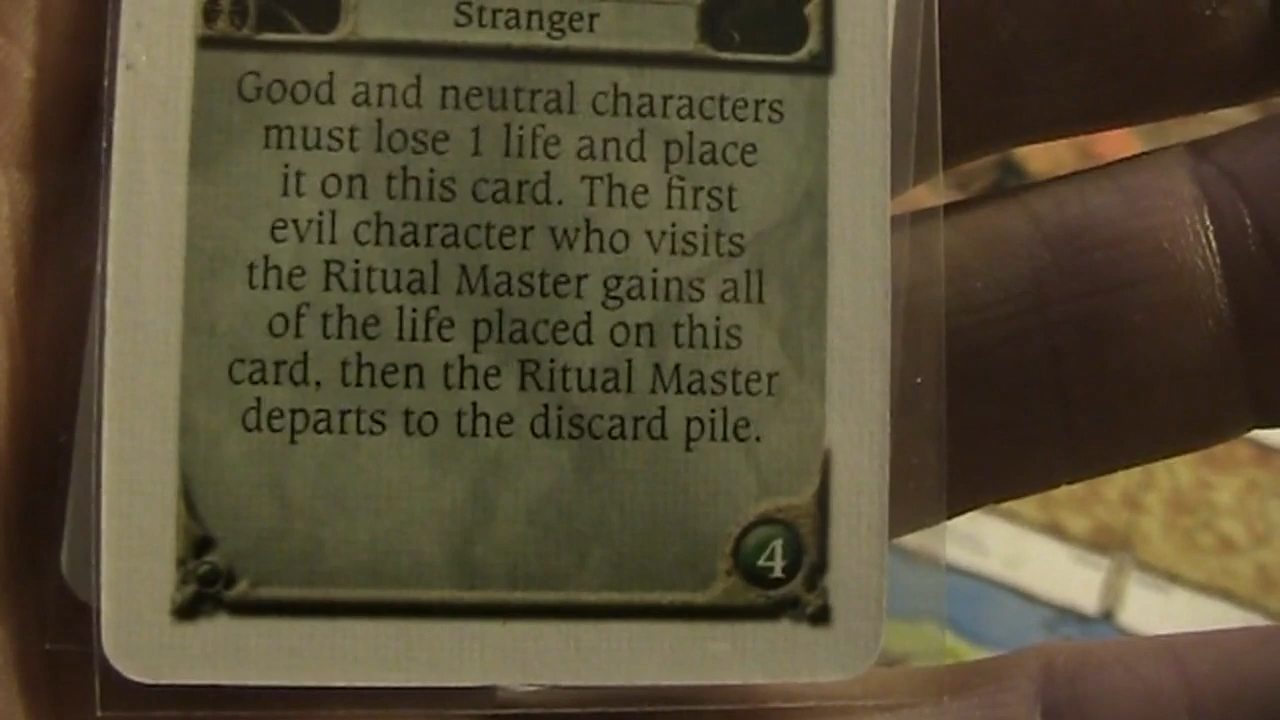 Stranger
Good and neutral characters
must lose 1 life and place
it on this card. The first
evil character who visits
the Ritual Master gains all
of the life placed on this
card, then the Ritual Master
departs to the discard pile.
4